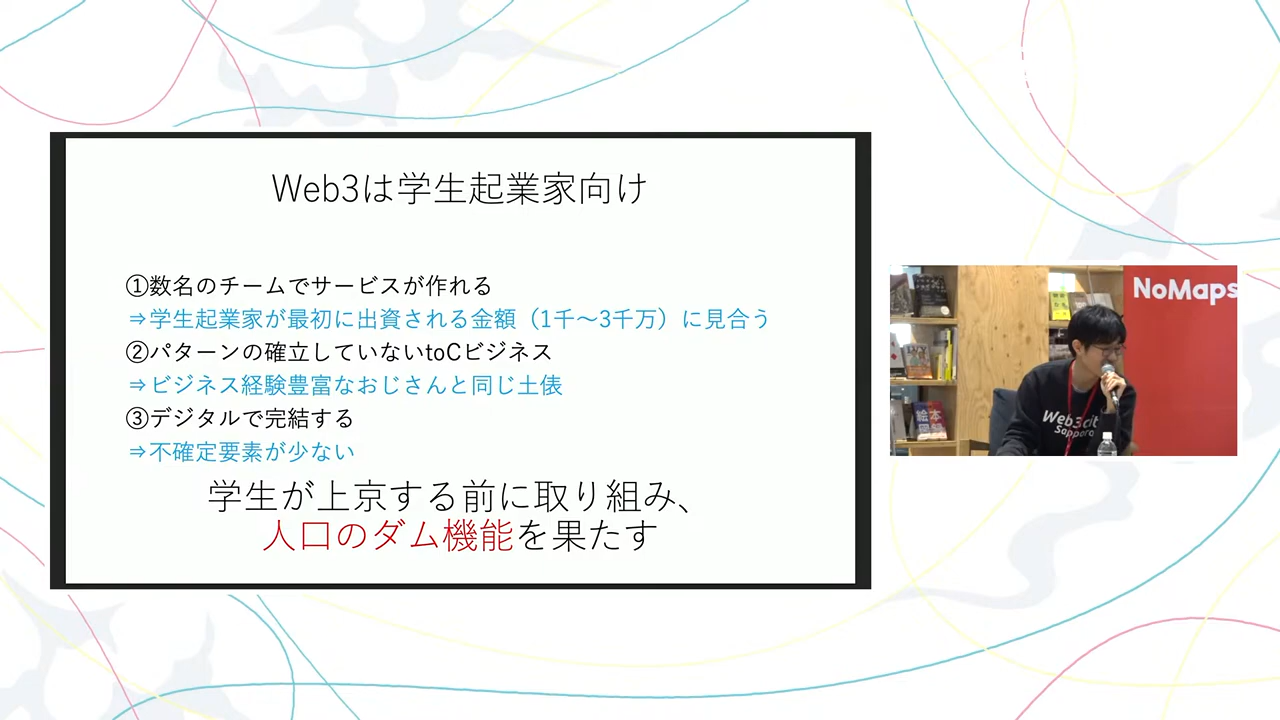 Web3は学生起業家向け
①数名のチームでサービスが作れる
⇒学生起業家が最初に出資される金額（1千～3千万）に見合う
②パターンの確立していないtoCビジネス
⇒ビジネス経験豊富なおじさんと同じ土俵
③デジタルで完結する
⇒不確定要素が少ない
学生が上京する前に取り組み、
人口のダム機能を果たす
NoMaps
Web3cit
Sapporo
絵本